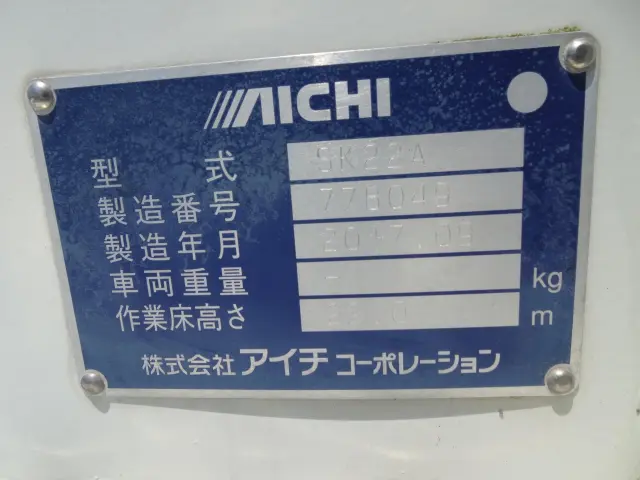 AICHI
型式 SK22A
製造番号
製造年月
車両重量 - kg
作業床高さ m
株式会社 アイチ コーポレーション